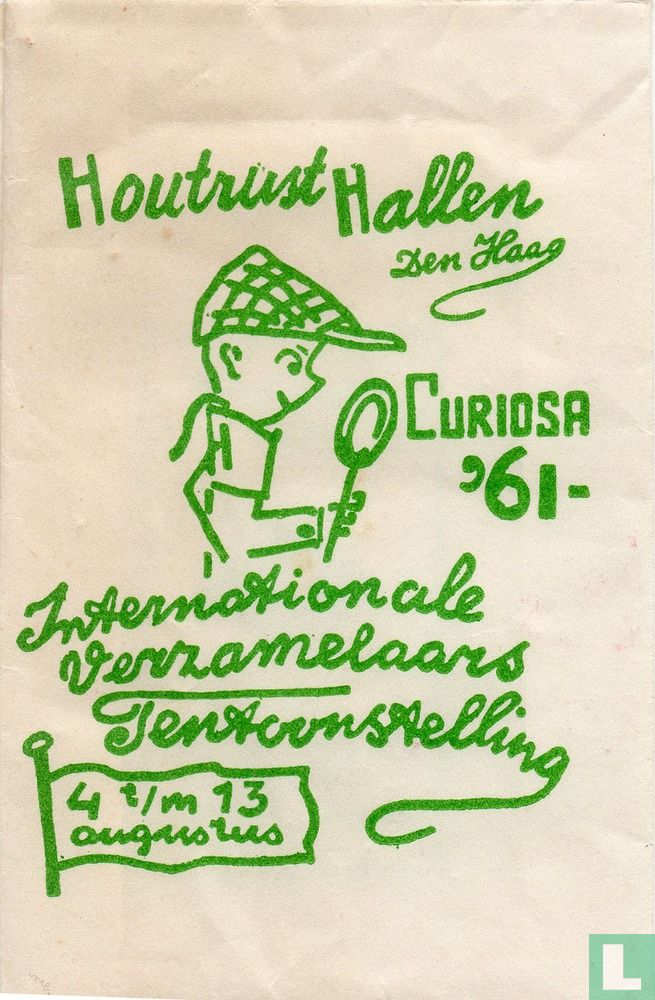 Houtrust Hallen
Den Haag
CURIOSA
'61-
Internationale
Verzamelaars
Tentoonstelling
4 t/m 13
augustus
L